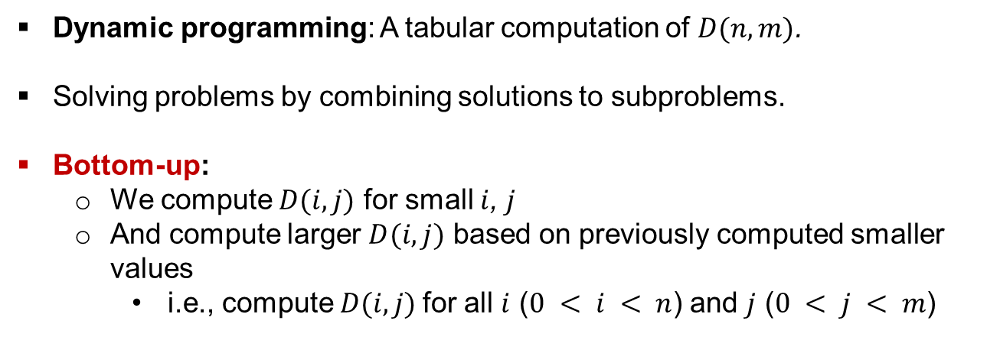 ▪ Dynamic programming: A tabular computation of D(n, m).
▪ Solving problems by combining solutions to subproblems.
▪ Bottom-up:
o We compute D(i, j) for small i, j
o And compute larger D(i, j) based on previously computed smaller
values
• i.e., compute D(i, j) for all i (0 < i < n) and j (0 < j < m)